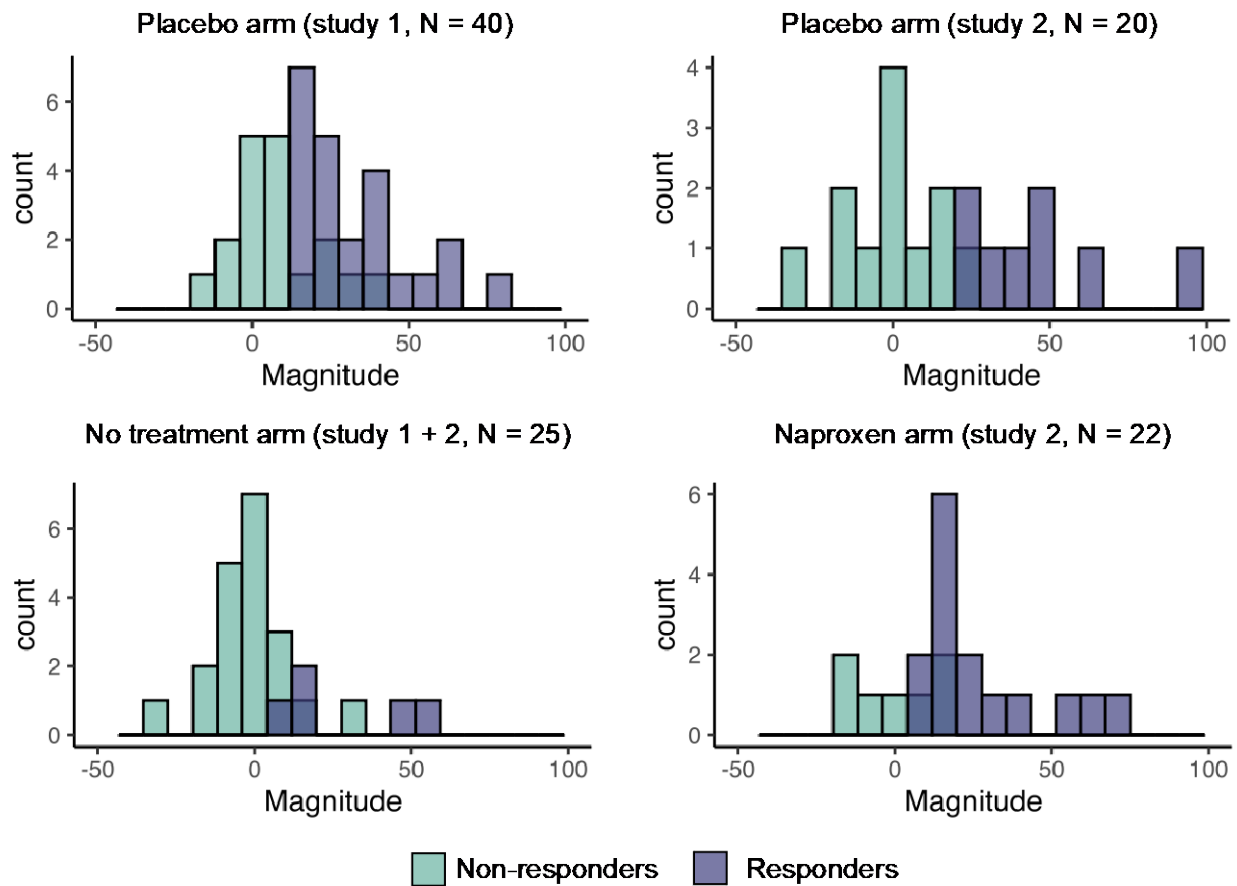 Placebo arm (study 1, N = 40)
6
4
2
0
count
-50 0 50 100
Magnitude
Placebo arm (study 2, N = 20)
4
3
2
1
0
count
-50 0 50 100
Magnitude
No treatment arm (study 1 + 2, N = 25)
6
4
2
0
count
-50 0 50 100
Magnitude
Naproxen arm (study 2, N = 22)
6
4
2
0
count
-50 0 50 100
Magnitude
Non-responders Responders